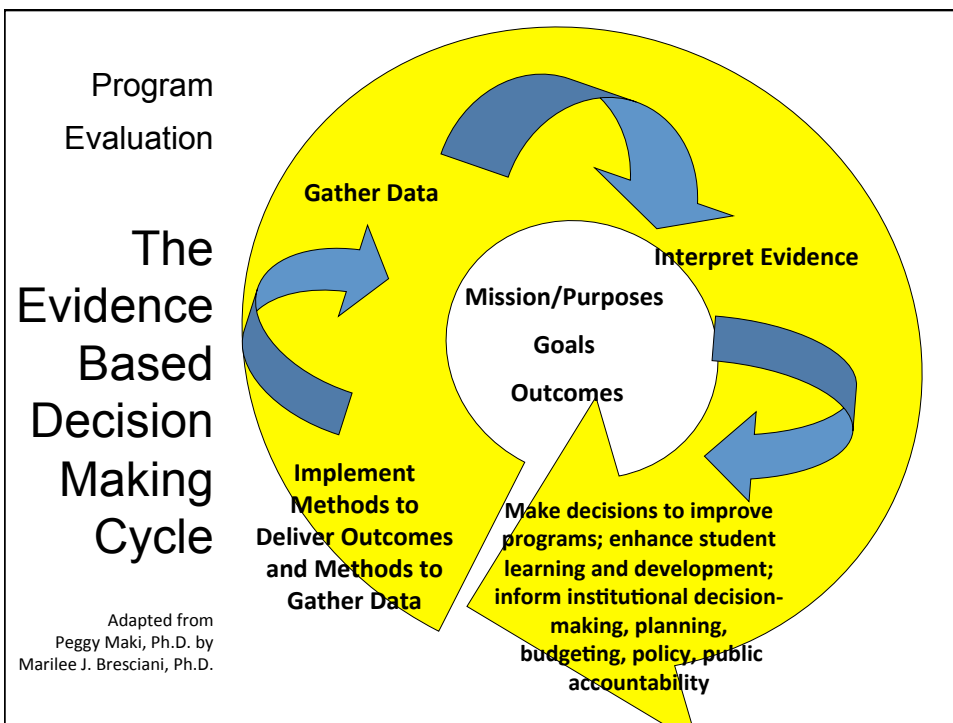 Program
Evaluation
The
Evidence
Based
Decision
Making
Cycle
Adapted from
Peggy Maki, Ph.D. by
Marilee J. Bresciani, Ph.D.
Gather Data
Interpret Evidence
Mission/Purposes
Goals
Outcomes
Implement
Methods to
Deliver Outcomes
and Methods to
Gather Data
Make decisions to improve
programs; enhance student
learning and development;
inform institutional decision-
making, planning,
budgeting, policy, public
accountability